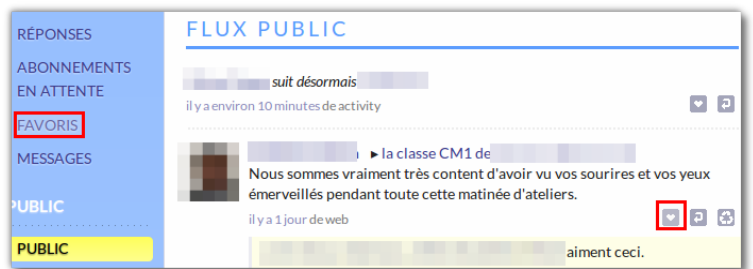 RÉPONSES
ABONNEMENTS
EN ATTENTE
FAVORIS
MESSAGES
PUBLIC
PUBLIC
FLUX PUBLIC
suit désormais
il y a environ 10 minutes de activity
la classe CM1 de
Nous sommes vraiment très content d'avoir vu vos sourires et vos yeux
émerveillés pendant toute cette matinée d'ateliers.
il y a 1 jour de web
aiment ceci.